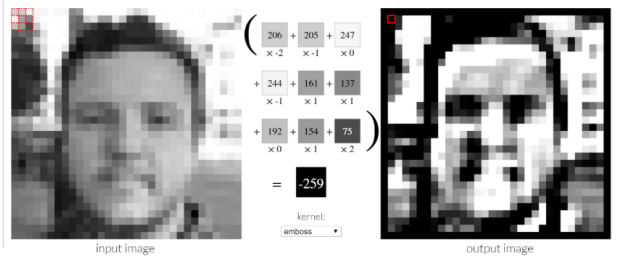 ( 206 + 205 + 247
× -2 × -1 × 0
+ 244 + 161 + 137
× -1 × 1 × 1
+ 192 + 154 + 75 )
× 0 × 1 × 2
= -259
kernel:
emboss ▼
input image
output image